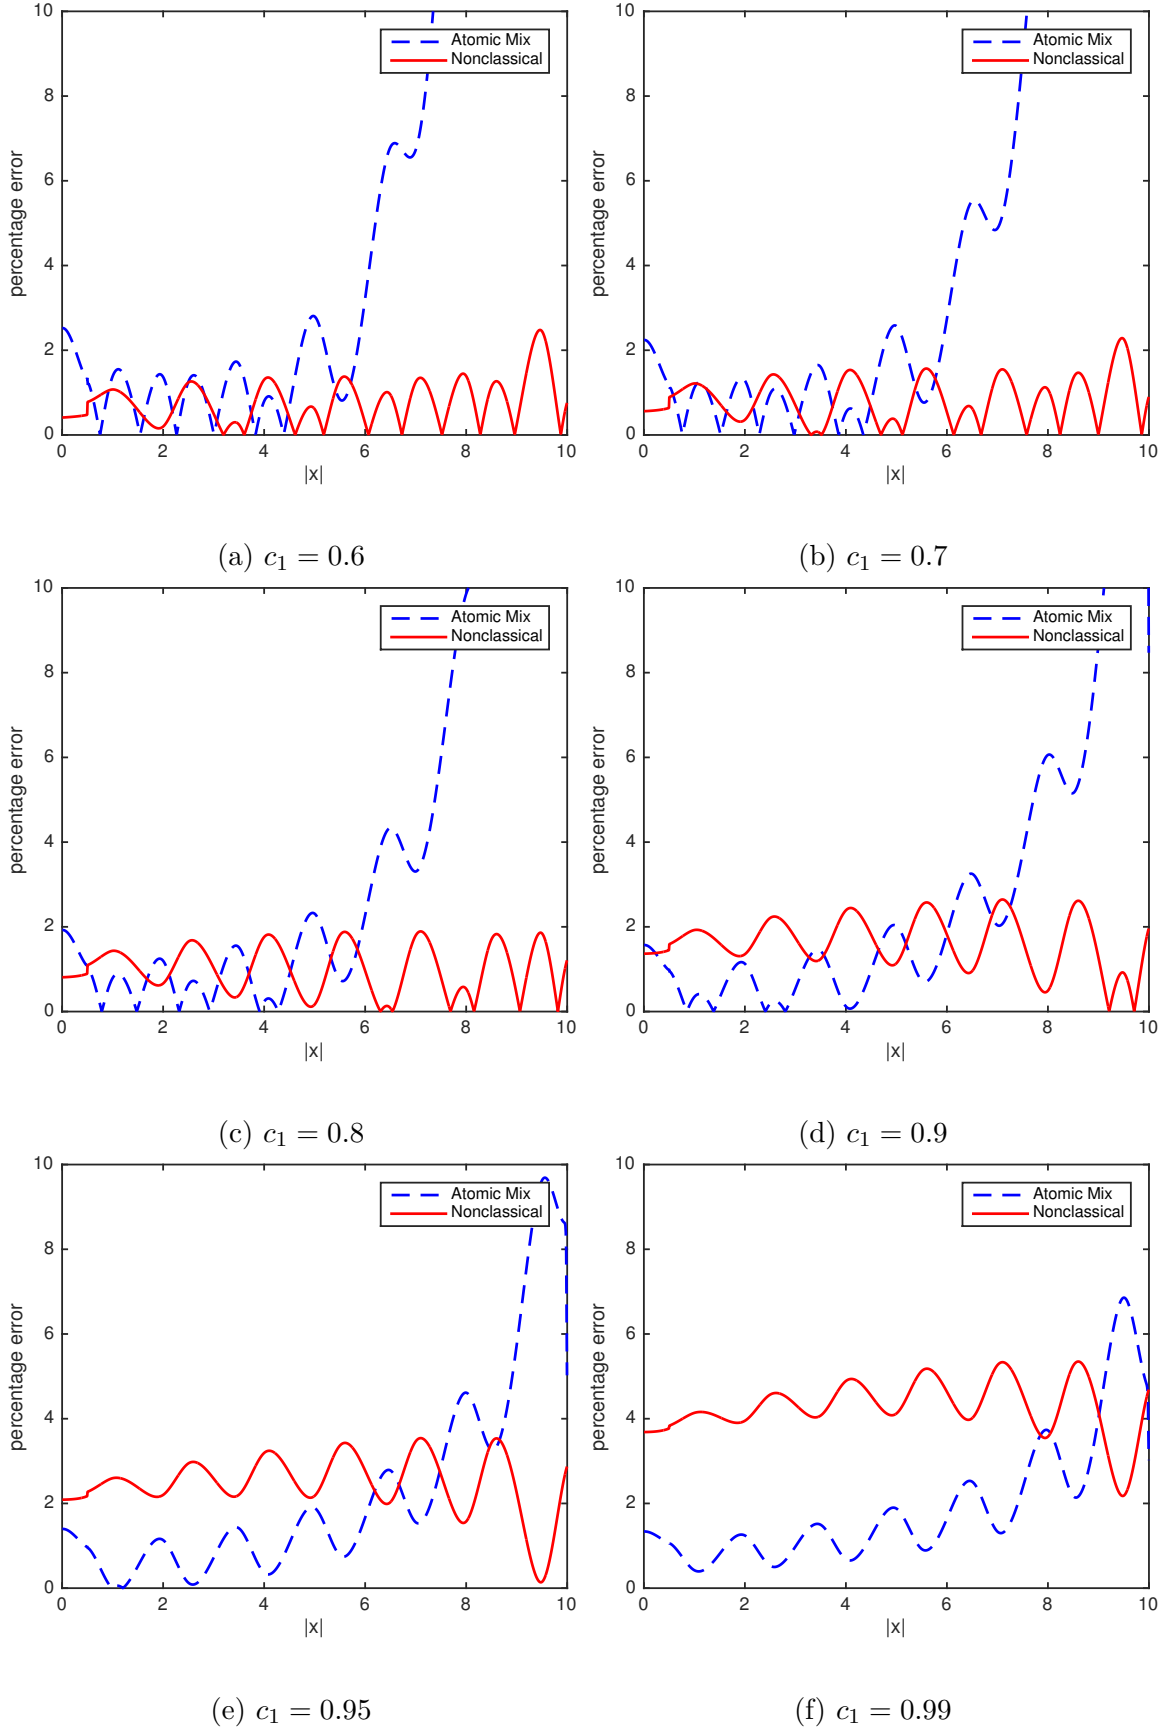 10
8
6
4
2
0
percentage error
0 2 4 6 8 10
|x|
Atomic Mix
Nonclassical
(a) c₁ = 0.6
10
8
6
4
2
0
percentage error
0 2 4 6 8 10
|x|
Atomic Mix
Nonclassical
(b) c₁ = 0.7
10
8
6
4
2
0
percentage error
0 2 4 6 8 10
|x|
Atomic Mix
Nonclassical
(c) c₁ = 0.8
10
8
6
4
2
0
percentage error
0 2 4 6 8 10
|x|
Atomic Mix
Nonclassical
(d) c₁ = 0.9
10
8
6
4
2
0
percentage error
0 2 4 6 8 10
|x|
Atomic Mix
Nonclassical
(e) c₁ = 0.95
10
8
6
4
2
0
percentage error
0 2 4 6 8 10
|x|
Atomic Mix
Nonclassical
(f) c₁ = 0.99